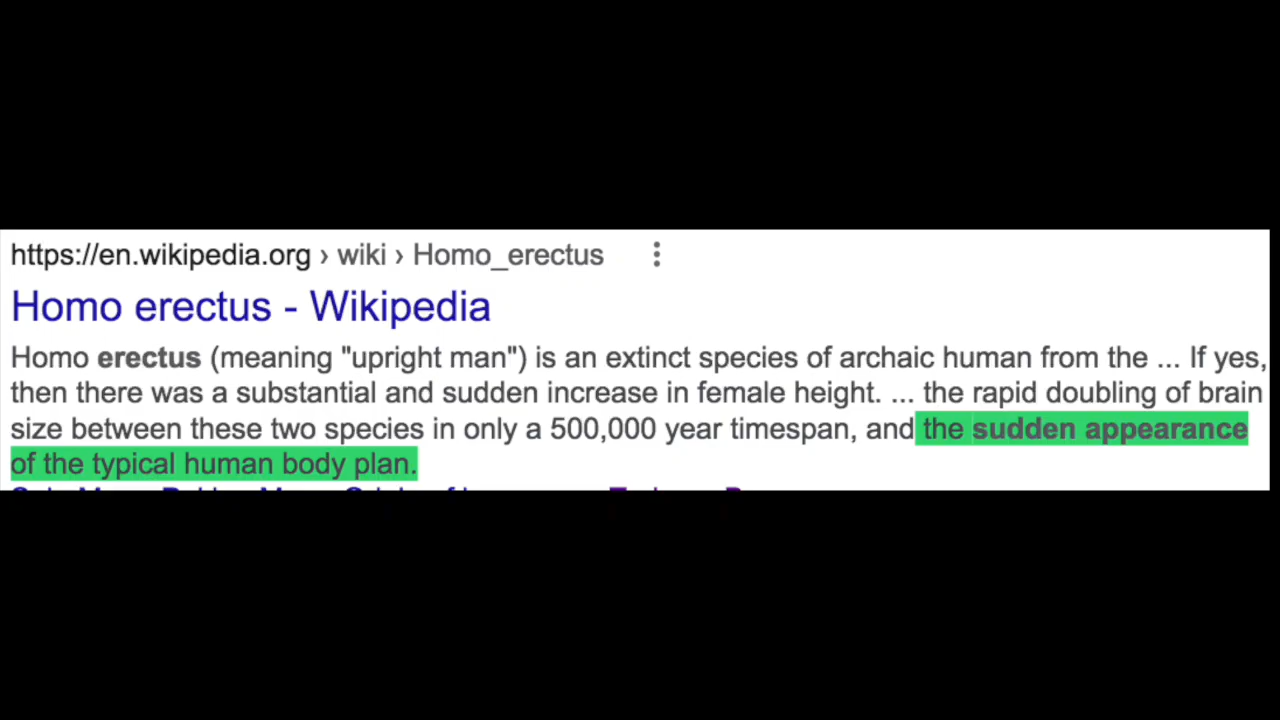 https://en.wikipedia.org › wiki › Homo_erectus
Homo erectus - Wikipedia
Homo erectus (meaning "upright man") is an extinct species of archaic human from the ... If yes,
then there was a substantial and sudden increase in female height. ... the rapid doubling of brain
size between these two species in only a 500,000 year timespan, and the sudden appearance
of the typical human body plan.